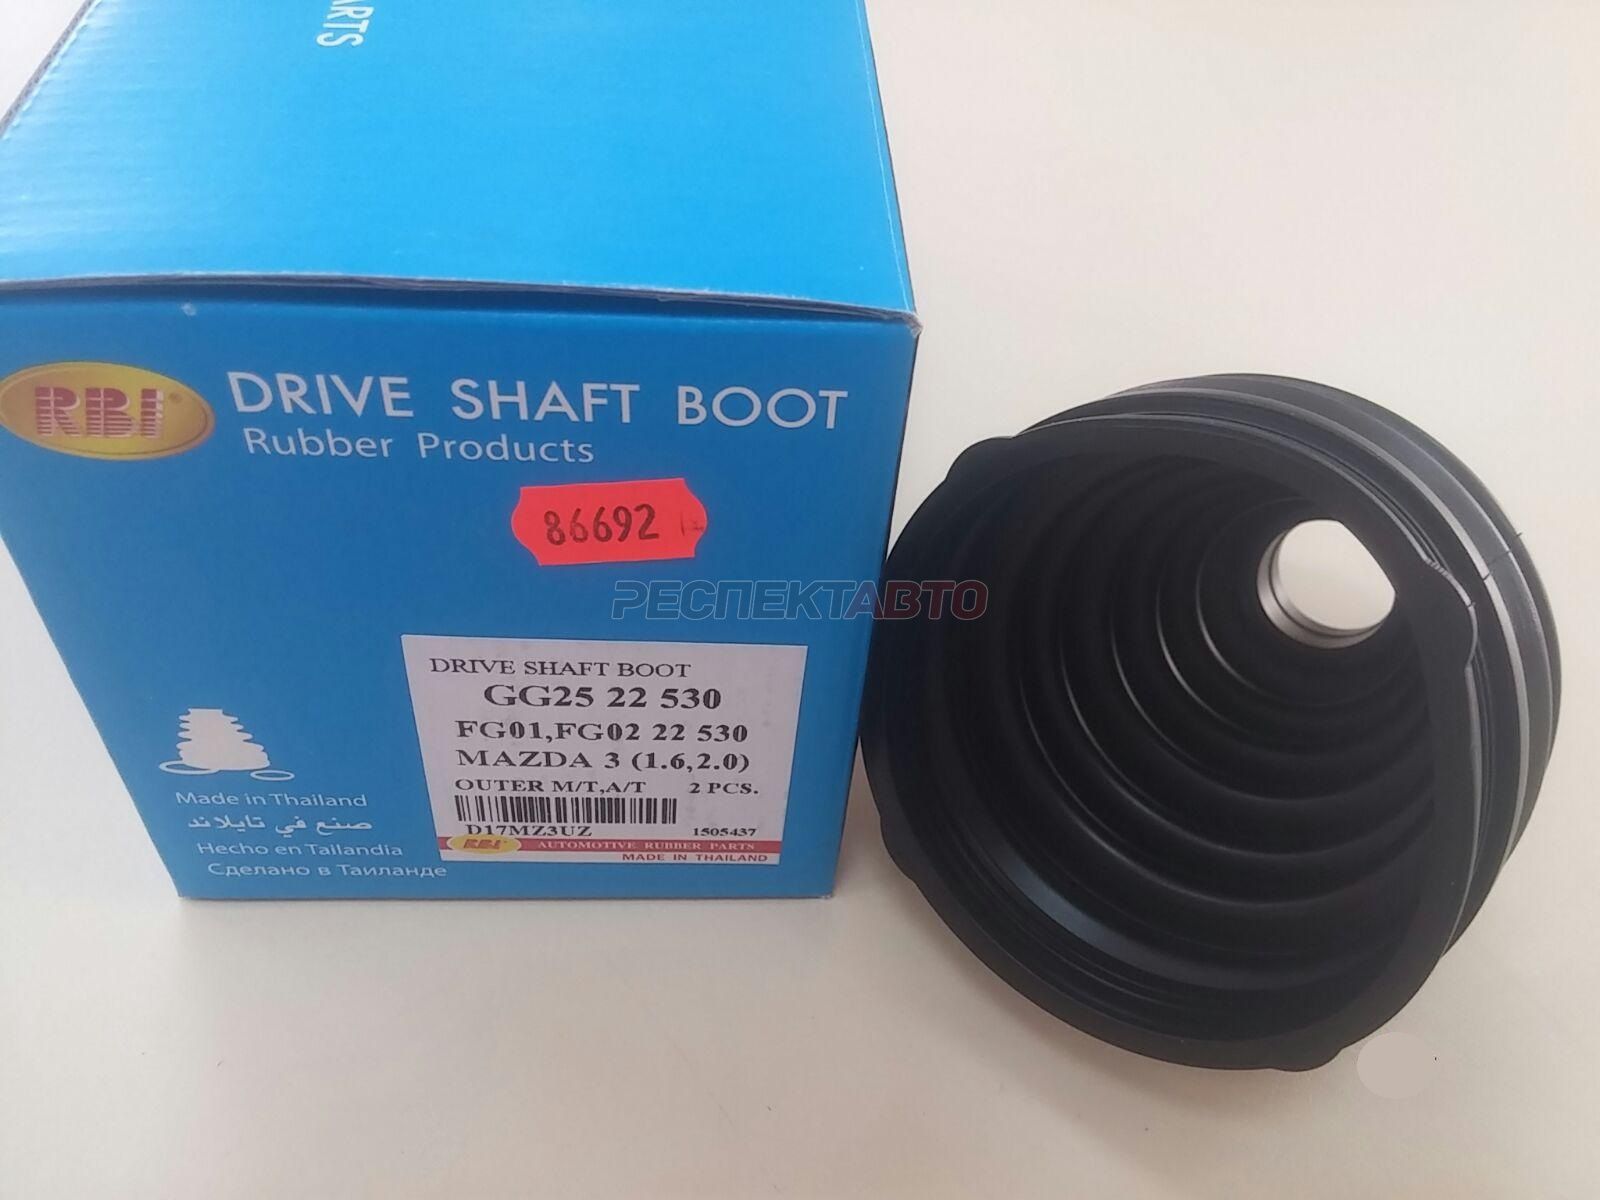 ARTS
RBI®
DRIVE SHAFT BOOT
Rubber Products
86692
РЕСПЕКТАВТО
DRIVE SHAFT BOOT
GG25 22 530
FG01,FG02 22 530
MAZDA 3 (1.6,2.0)
OUTER M/T,A/T 2 PCS.
D17MZ3UZ 1505437
RBI AUTOMOTIVE RUBBER PARTS
MADE IN THAILAND
Made in Thailand
صنع في تايلاند
Hecho en Tailandia
Сделано в Таиланде